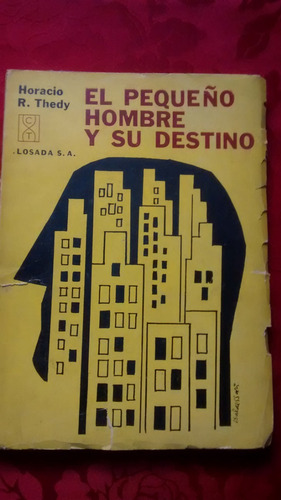 Horacio
R. Thedy
EL PEQUEÑO
HOMBRE
Y SU DESTINO
C T
LOSADA S. A.